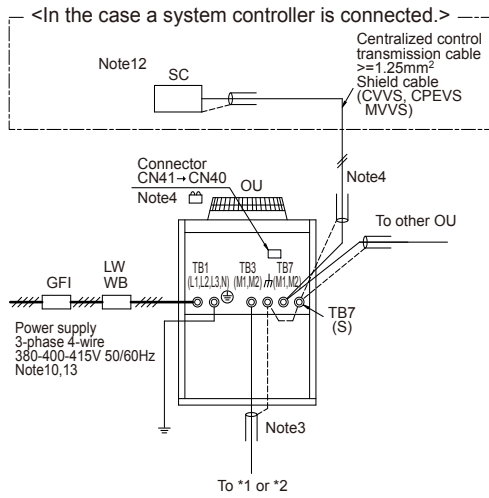 <In the case a system controller is connected.>
Centralized control
transmission cable
>=1.25mm²
Shield cable
(CVVS, CPEVS
MVVS)
Note12
SC
Connector
CN41→CN40
Note4
OU
Note4
To other OU
TB1
(L1,L2,L3,N)
TB3
(M1,M2)
TB7
(M1,M2)
GFI
LW
WB
TB7
(S)
Power supply
3-phase 4-wire
380-400-415V 50/60Hz
Note10,13
Note3
To *1 or *2